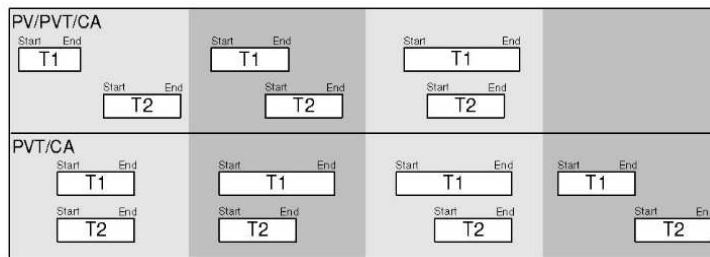 PV/PVT/CA
Start End Start End Start End
T1 T1 T1
Start End Start End Start End
T2 T2 T2
PVT/CA
Start End Start End Start End Start End
T1 T1 T1 T1
Start End Start End Start End Start End
T2 T2 T2 T2